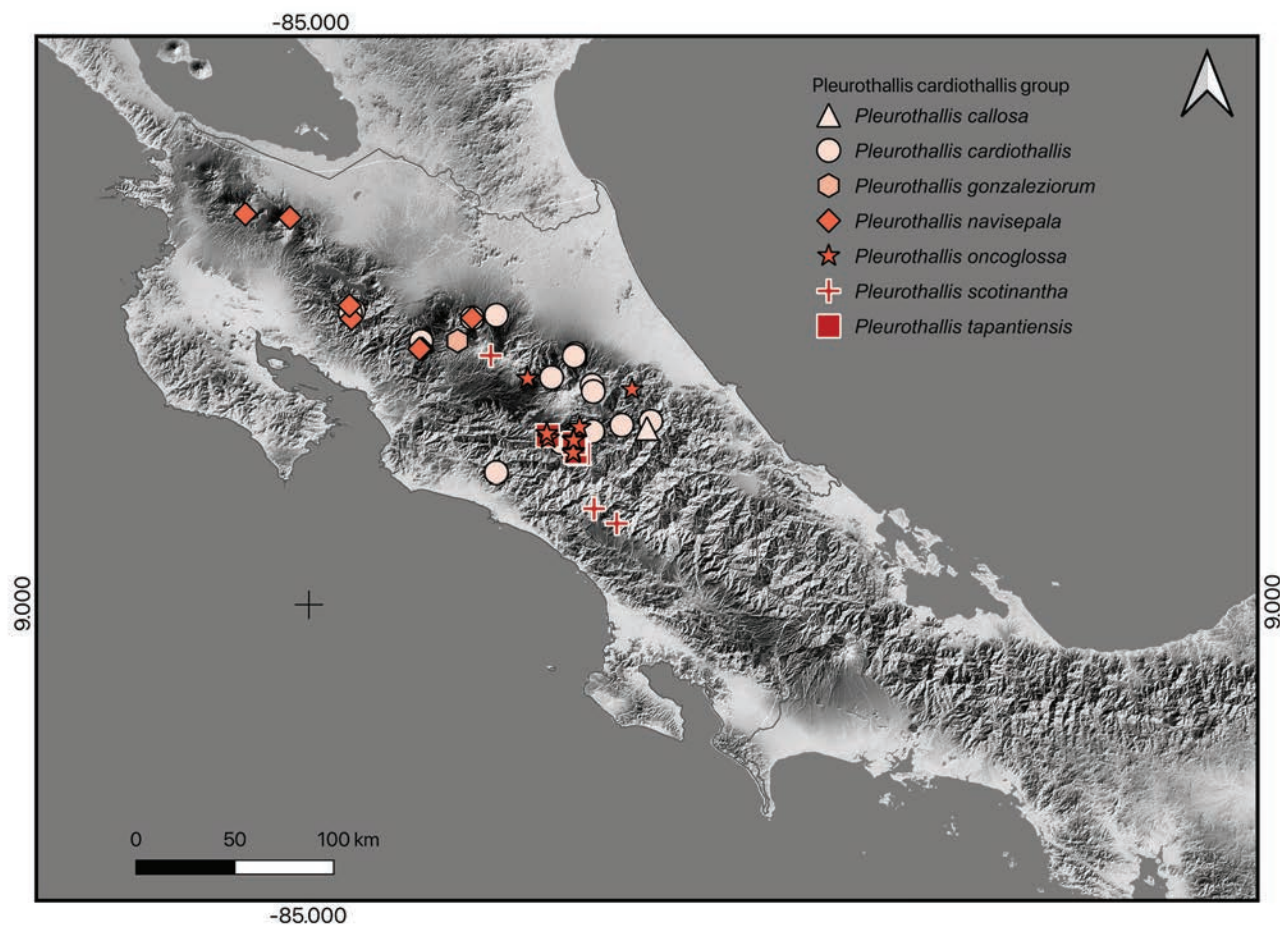 -85.000
Pleurothallis cardiothallis group
Pleurothallis callosa
Pleurothallis cardiothallis
Pleurothallis gonzaleziorum
Pleurothallis navisepala
Pleurothallis oncoglossa
Pleurothallis scotinantha
Pleurothallis tapantiensis
9.000
9.000
0 50 100 km
-85.000